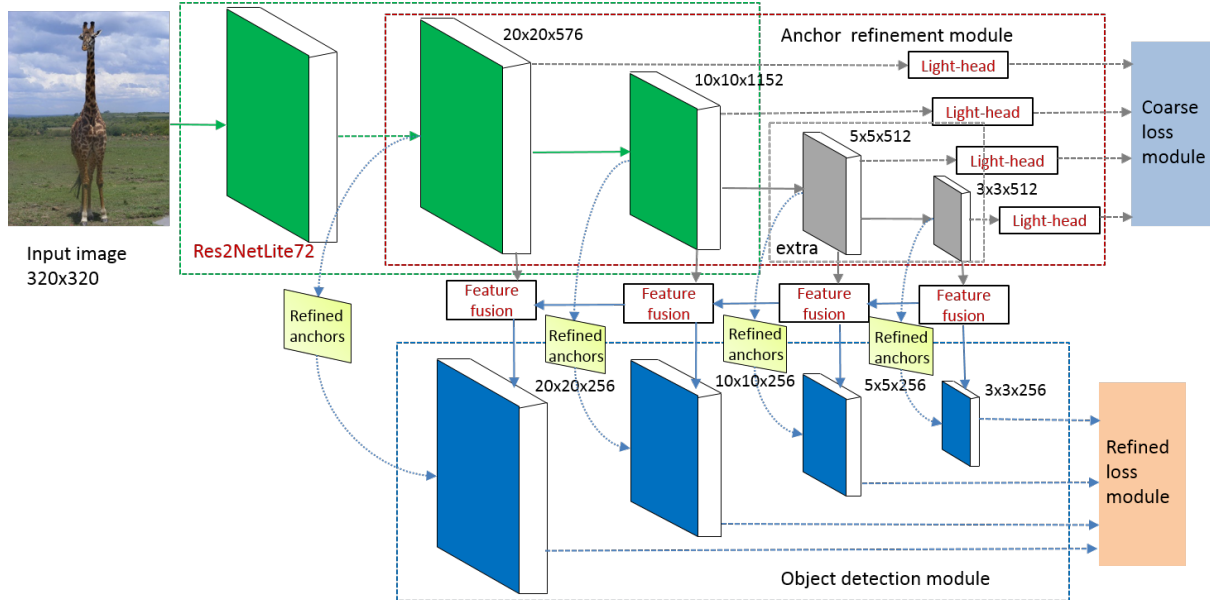 20x20x576
Anchor refinement module
Light-head
10x10x1152
Light-head
Coarse
loss
module
5x5x512
Light-head
3x3x512
Light-head
Res2NetLite72
extra
Input image
320x320
Feature
fusion
Feature
fusion
Feature
fusion
Feature
fusion
Refined
anchors
Refined
anchors
Refined
anchors
Refined
anchors
20x20x256
10x10x256
5x5x256
3x3x256
Refined
loss
module
Object detection module